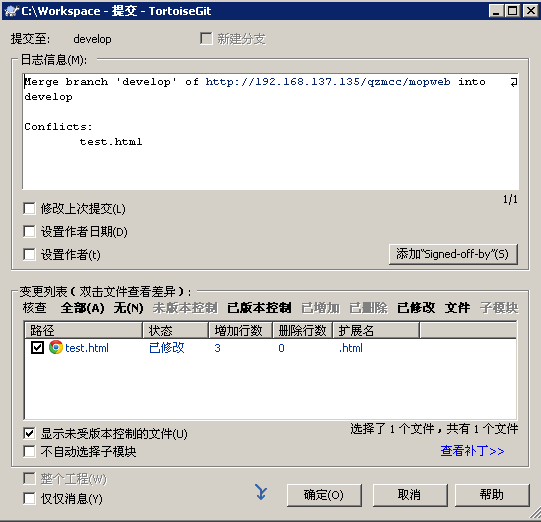 C:\Workspace - 提交 - TortoiseGit
提交至: develop 新建分支
日志信息(M):
Merge branch 'develop' of http://192.168.137.135/qzmcc/mopweb into
develop
Conflicts:
test.html
1/1
修改上次提交(L)
设置作者日期(D)
设置作者(t) 添加"Signed-off-by"(S)
变更列表 ( 双击文件查看差异 ) :
核查 全部(A) 无(N) 未版本控制 已版本控制 已增加 已删除 已修改 文件 子模块
路径 状态 增加行数 删除行数 扩展名
test.html 已修改 3 0 .html
显示未受版本控制的文件(U) 选择了 1 个文件，共有 1 个文件
不自动选择子模块 查看补丁>>
整个工程(W)
仅仅消息(Y) 确定(O) 取消 帮助